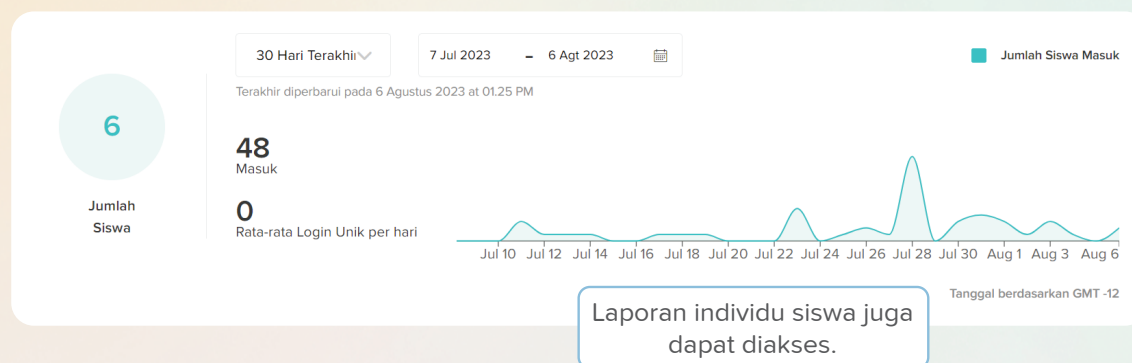 30 Hari Terakhir
7 Jul 2023 – 6 Agt 2023
Jumlah Siswa Masuk
Terakhir diperbarui pada 6 Agustus 2023 at 01.25 PM
6
Jumlah
Siswa
48
Masuk
0
Rata-rata Login Unik per hari
Jul 10 Jul 12 Jul 14 Jul 16 Jul 18 Jul 20 Jul 22 Jul 24 Jul 26 Jul 28 Jul 30 Aug 1 Aug 3 Aug 6
Tanggal berdasarkan GMT -12
Laporan individu siswa juga
dapat diakses.